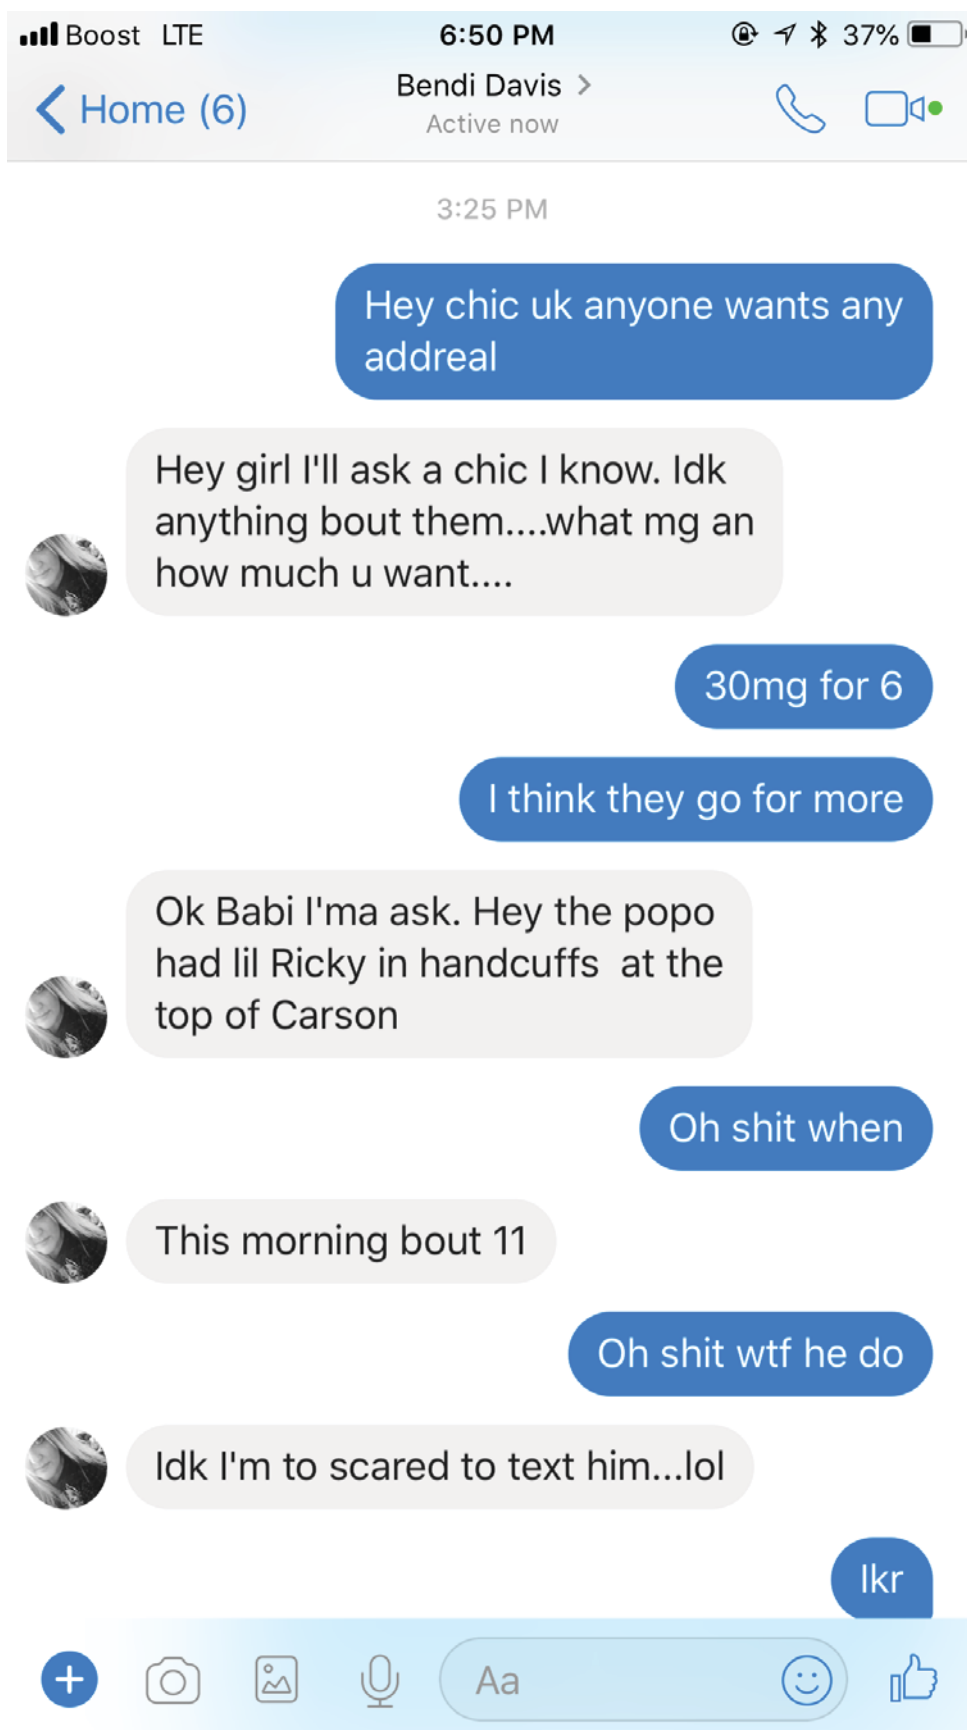 Boost LTE 6:50 PM 37%
Home (6)
Bendi Davis
Active now
3:25 PM
Hey chic uk anyone wants any
addreal
Hey girl I'll ask a chic I know. Idk
anything bout them....what mg an
how much u want....
30mg for 6
I think they go for more
Ok Babi I'ma ask. Hey the popo
had lil Ricky in handcuffs  at the
top of Carson
Oh shit when
This morning bout 11
Oh shit wtf he do
Idk I'm to scared to text him...lol
Ikr
Aa